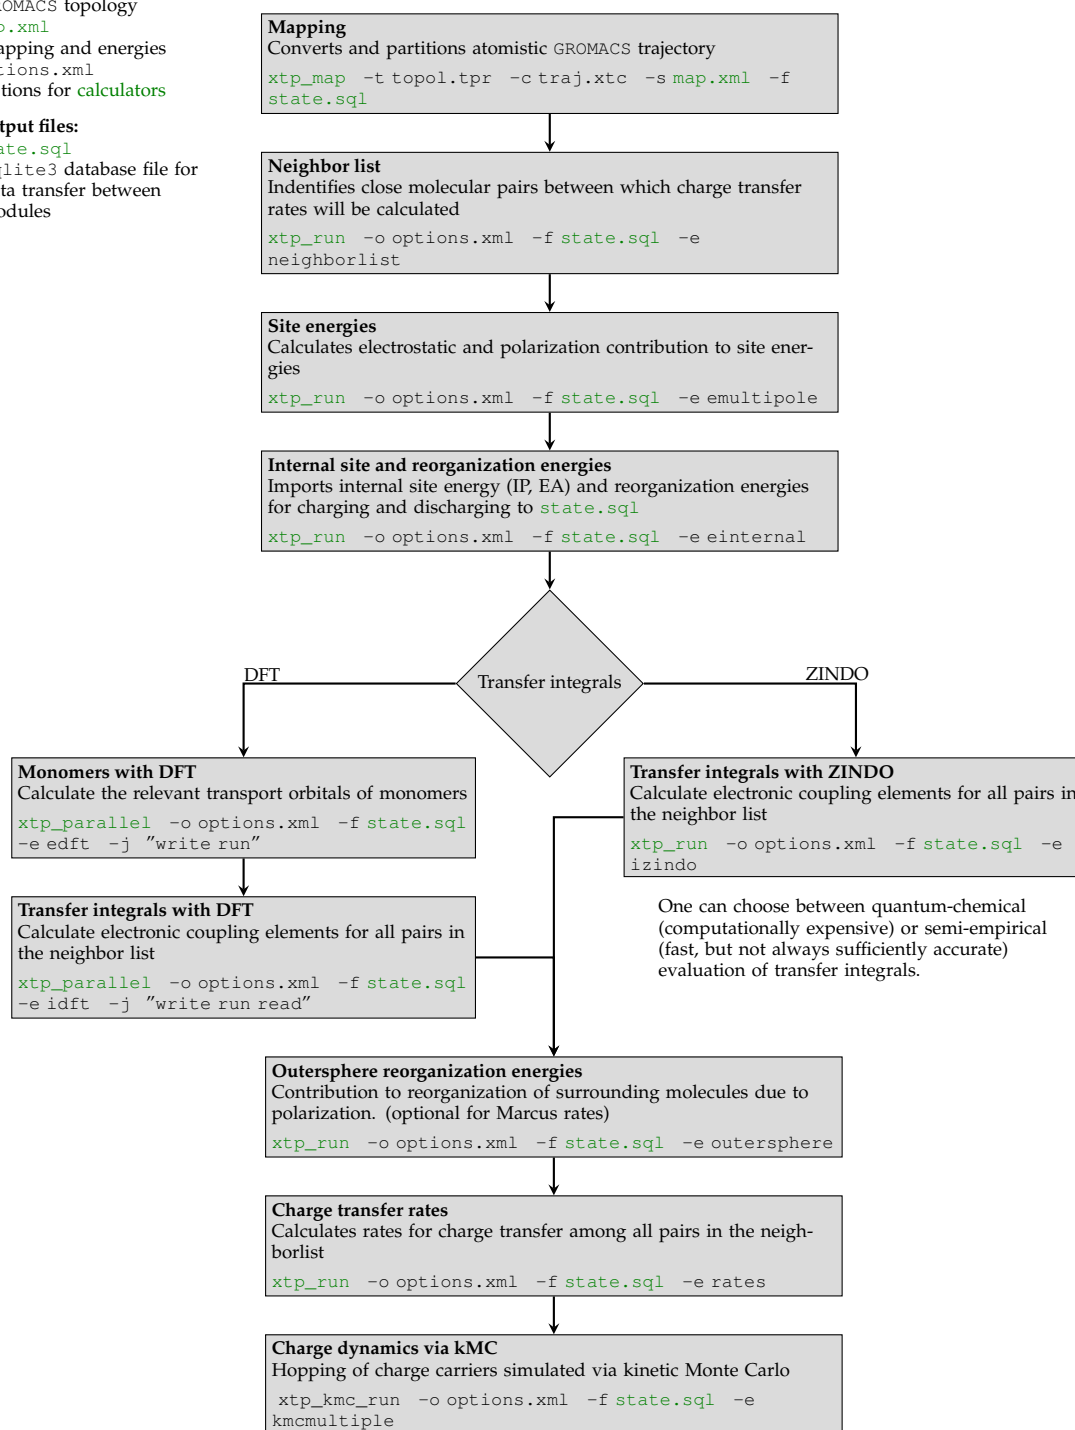 GROMACS topology
p.xml
apping and energies
tions.xml
tions for calculators
tput files:
ate.sql
qlite3 database file for
ta transfer between
odules
Mapping
Converts and partitions atomistic GROMACS trajectory
xtp_map -t topol.tpr -c traj.xtc -s map.xml -f
state.sql
Neighbor list
Indentifies close molecular pairs between which charge transfer
rates will be calculated
xtp_run -o options.xml -f state.sql -e
neighborlist
Site energies
Calculates electrostatic and polarization contribution to site ener-
gies
xtp_run -o options.xml -f state.sql -e emultipole
Internal site and reorganization energies
Imports internal site energy (IP, EA) and reorganization energies
for charging and discharging to state.sql
xtp_run -o options.xml -f state.sql -e einternal
Transfer integrals
DFT
ZINDO
Monomers with DFT
Calculate the relevant transport orbitals of monomers
xtp_parallel -o options.xml -f state.sql
-e edft -j "write run"
Transfer integrals with DFT
Calculate electronic coupling elements for all pairs in
the neighbor list
xtp_parallel -o options.xml -f state.sql
-e idft -j "write run read"
Transfer integrals with ZINDO
Calculate electronic coupling elements for all pairs in
the neighbor list
xtp_run -o options.xml -f state.sql -e
izindo
One can choose between quantum-chemical
(computationally expensive) or semi-empirical
(fast, but not always sufficiently accurate)
evaluation of transfer integrals.
Outersphere reorganization energies
Contribution to reorganization of surrounding molecules due to
polarization. (optional for Marcus rates)
xtp_run -o options.xml -f state.sql -e outersphere
Charge transfer rates
Calculates rates for charge transfer among all pairs in the neigh-
borlist
xtp_run -o options.xml -f state.sql -e rates
Charge dynamics via kMC
Hopping of charge carriers simulated via kinetic Monte Carlo
xtp_kmc_run -o options.xml -f state.sql -e
kmcmultiple